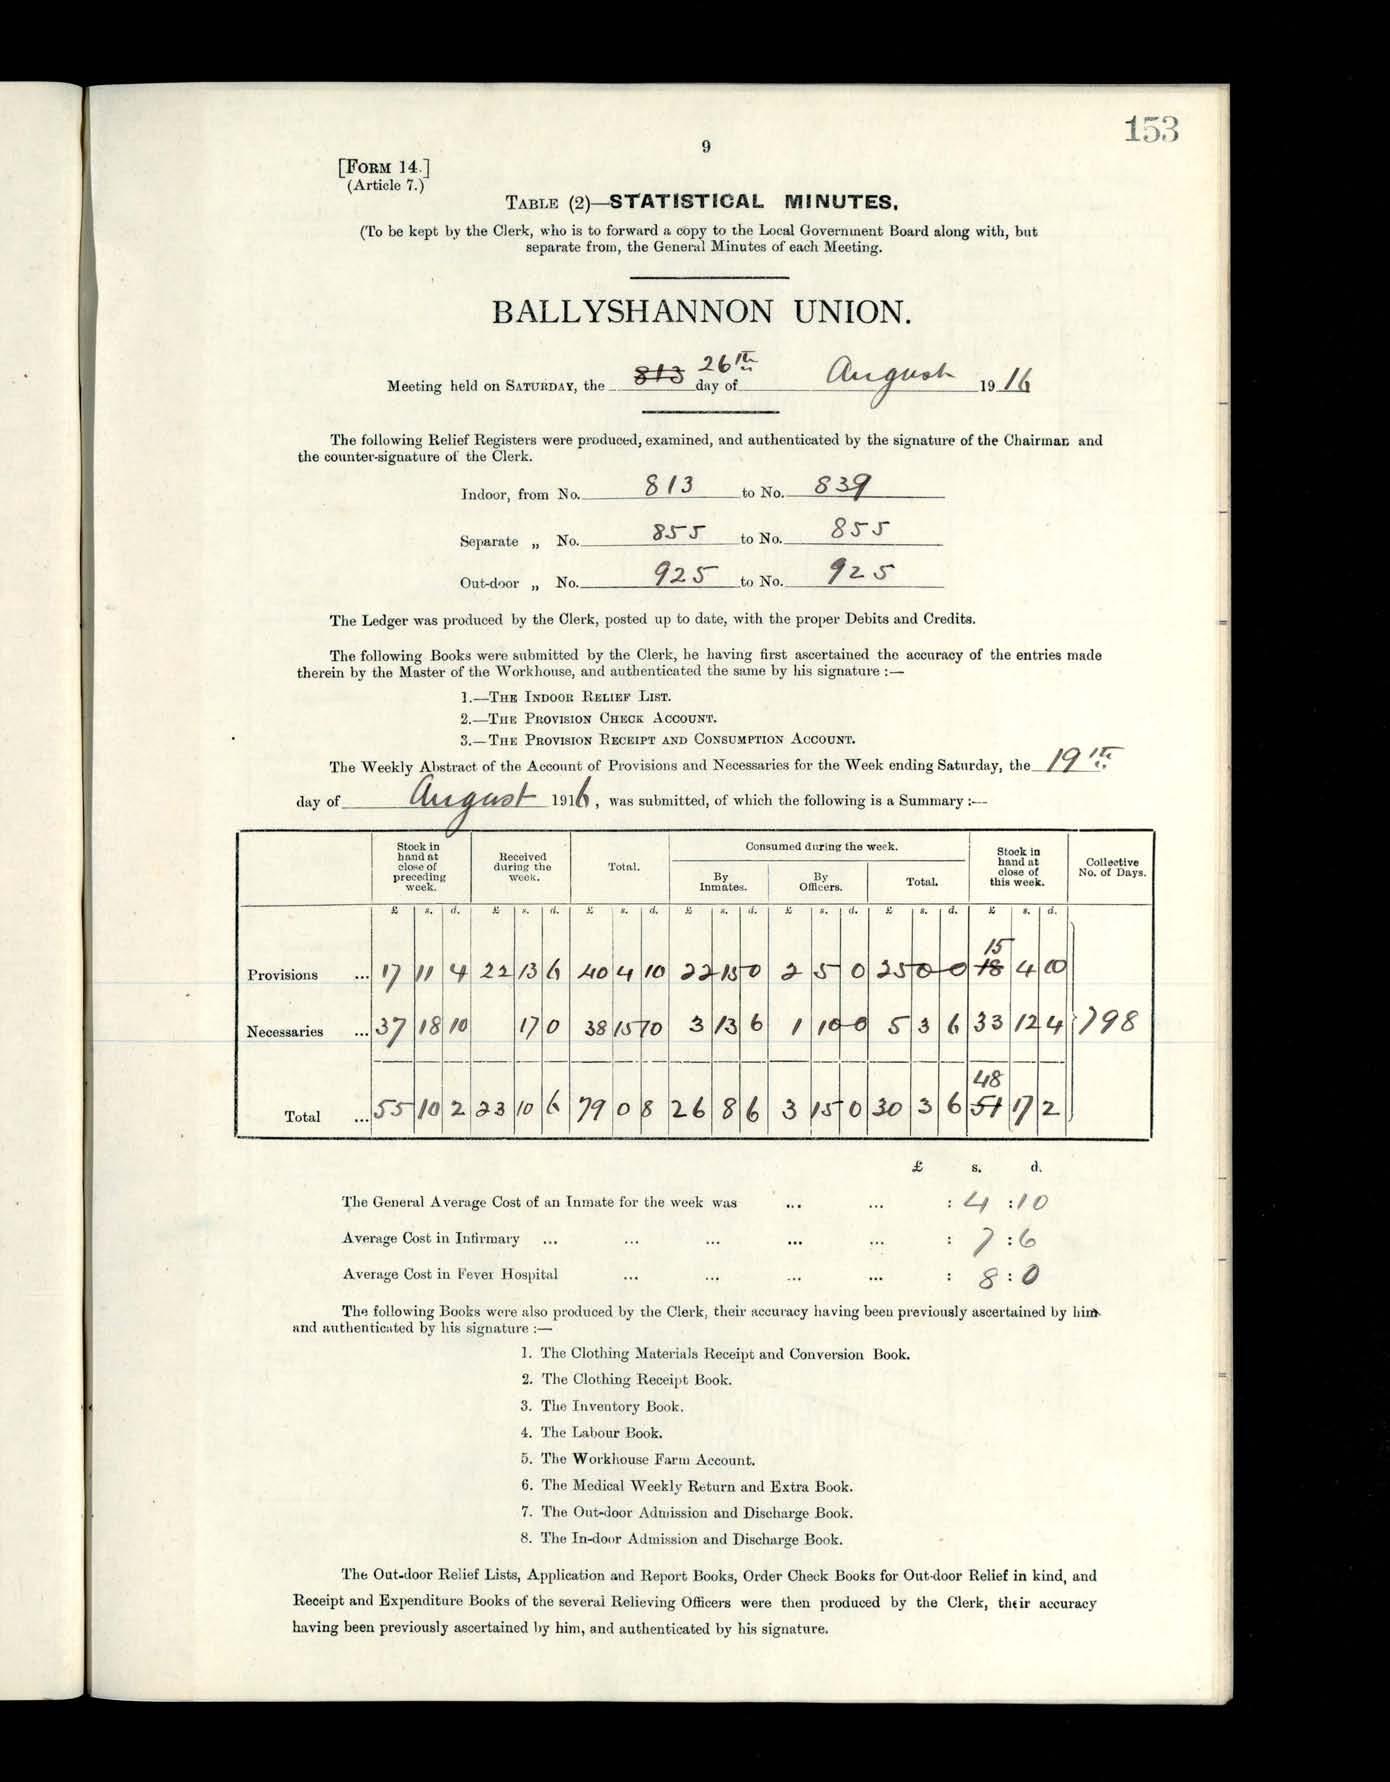 153
9
[FORM 14.]
(Article 7.)
TABLE (2)—STATISTICAL MINUTES.
(To be kept by the Clerk, who is to forward a copy to the Local Government Board along with, but
separate from, the General Minutes of each Meeting.
BALLYSHANNON UNION.
Meeting held on SATURDAY, the 813 26th day of August 1916
The following Relief Registers were produced, examined, and authenticated by the signature of the Chairman and
the counter-signature of the Clerk.
Indoor, from No. 813 to No. 839
Separate „ No. 855 to No. 855
Out-door „ No. 925 to No. 925
The Ledger was produced by the Clerk, posted up to date, with the proper Debits and Credits.
The following Books were submitted by the Clerk, he having first ascertained the accuracy of the entries made
therein by the Master of the Workhouse, and authenticated the same by his signature :—
1.—THE INDOOR RELIEF LIST.
2.—THE PROVISION CHECK ACCOUNT.
3.—THE PROVISION RECEIPT AND CONSUMPTION ACCOUNT.
The Weekly Abstract of the Account of Provisions and Necessaries for the Week ending Saturday, the 19th
day of August 1916, was submitted, of which the following is a Summary :—
Stock in hand at close of preceding week. Received during the week. Total. Consumed during the week. By Inmates. By Officers. Total. Stock in hand at close of this week. Collective No. of Days.
£ s. d. £ s. d. £ s. d. £ s. d. £ s. d. £ s. d. £ s. d.
15
Provisions ... 17 11 4 22 13 6 40 4 10 22 15 0 2 5 0 25 0 0 18 4 10
Necessaries ... 37 18 10 17 0 38 15 10 3 13 6 1 10 0 5 3 6 33 12 4 798
48
Total ... 55 10 2 23 10 6 79 0 8 26 8 6 3 15 0 30 3 6 51 17 2
£ s. d.
The General Average Cost of an Inmate for the week was ... ... : 4 : 10
Average Cost in Infirmary ... ... ... ... ... : 7 : 6
Average Cost in Fever Hospital ... ... ... ... : 8 : 0
The following Books were also produced by the Clerk, their accuracy having been previously ascertained by him
and authenticated by his signature :—
1. The Clothing Materials Receipt and Conversion Book.
2. The Clothing Receipt Book.
3. The Inventory Book.
4. The Labour Book.
5. The Workhouse Farm Account.
6. The Medical Weekly Return and Extra Book.
7. The Out-door Admission and Discharge Book.
8. The In-door Admission and Discharge Book.
The Out-door Relief Lists, Application and Report Books, Order Check Books for Out-door Relief in kind, and
Receipt and Expenditure Books of the several Relieving Officers were then produced by the Clerk, their accuracy
having been previously ascertained by him, and authenticated by his signature.